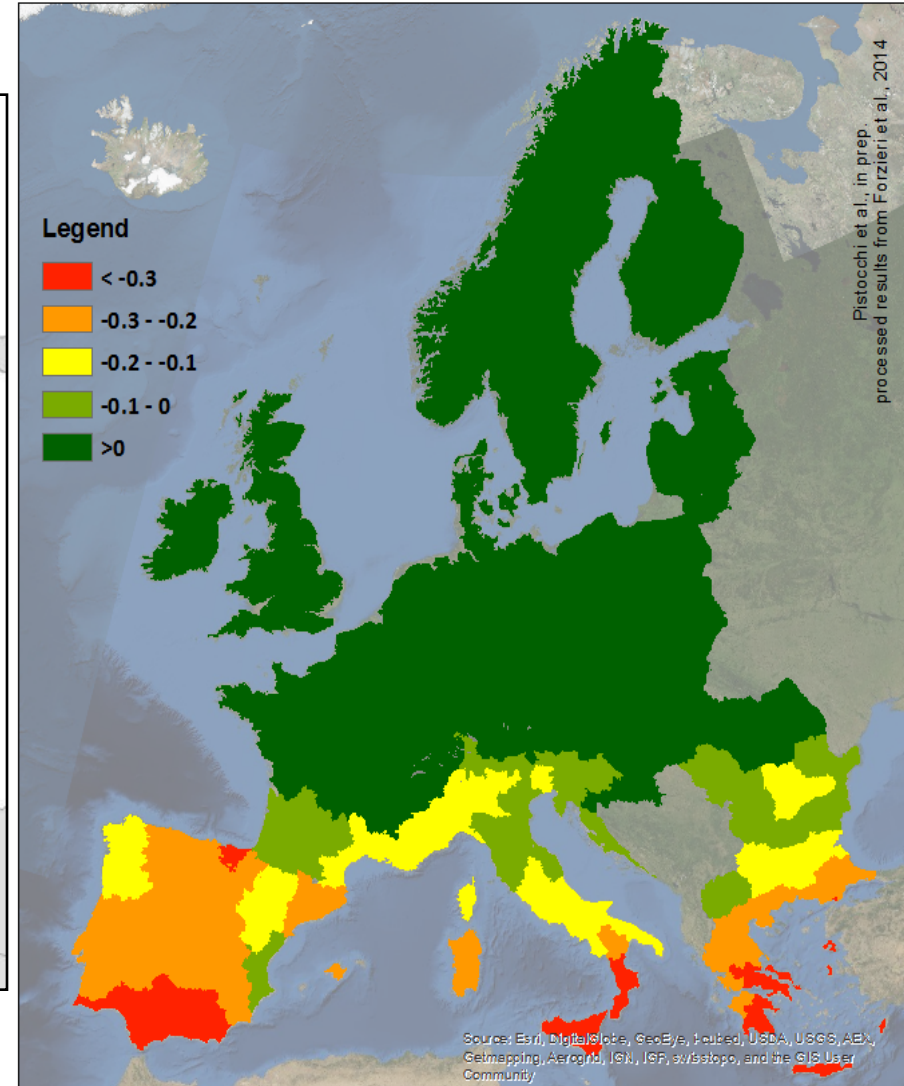 Pistocchi et al., in prep.
processed results from Forzieri et al., 2014
Legend
< -0.3
-0.3 - -0.2
-0.2 - -0.1
-0.1 - 0
>0
Source: Esri, DigitalGlobe, GeoEye, i-cubed, USDA, USGS, AEX,
Getmapping, Aerogrid, IGN, IGP, swisstopo, and the GIS User
Community